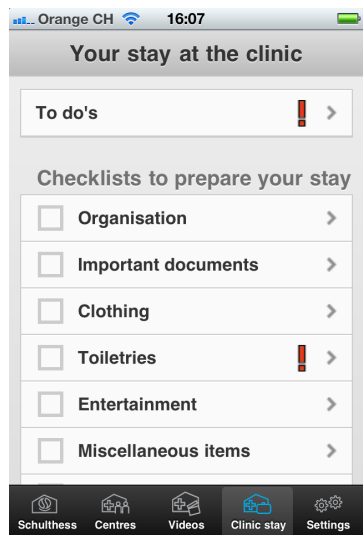 Orange CH 16:07
Your stay at the clinic
To do's
Checklists to prepare your stay
Organisation
Important documents
Clothing
Toiletries
Entertainment
Miscellaneous items
Schulthess Centres Videos Clinic stay Settings